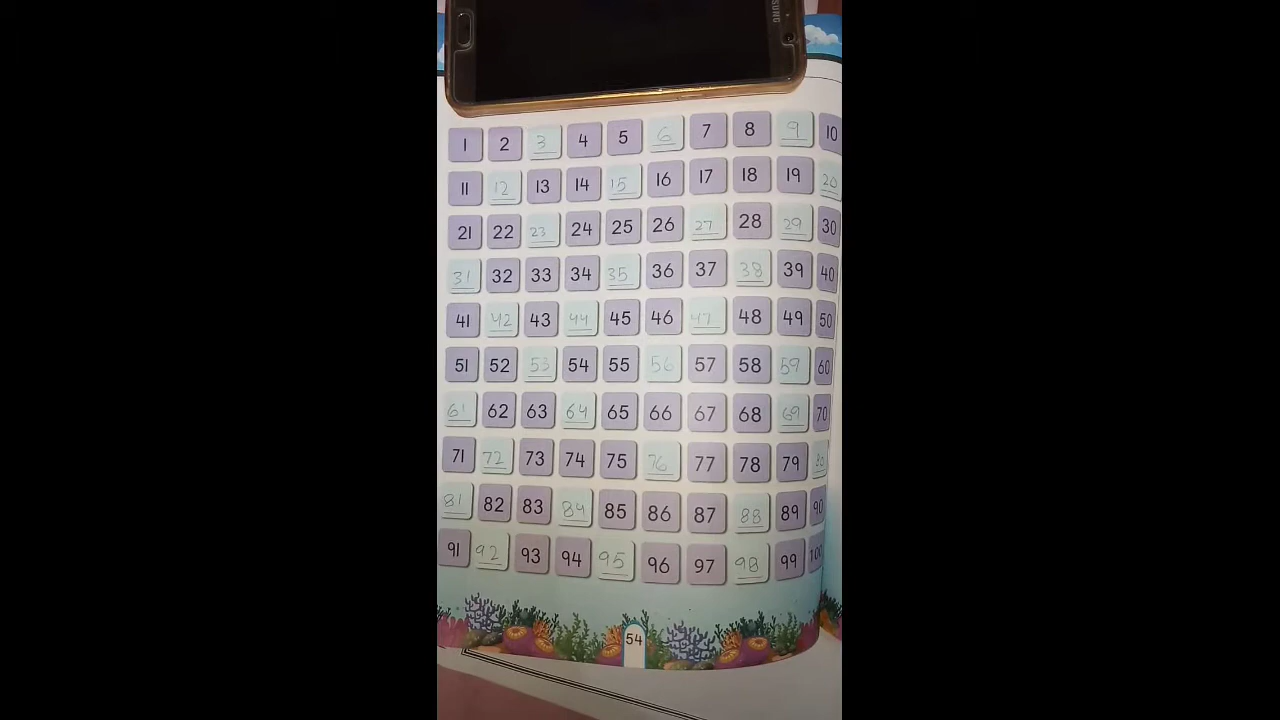 SAMSUNG
1 2 3 4 5 6 7 8 9 10
11 12 13 14 15 16 17 18 19 20
21 22 23 24 25 26 27 28 29 30
31 32 33 34 35 36 37 38 39 40
41 42 43 44 45 46 47 48 49 50
51 52 53 54 55 56 57 58 59 60
61 62 63 64 65 66 67 68 69 70
71 72 73 74 75 76 77 78 79 80
81 82 83 84 85 86 87 88 89 90
91 92 93 94 95 96 97 98 99 100
54